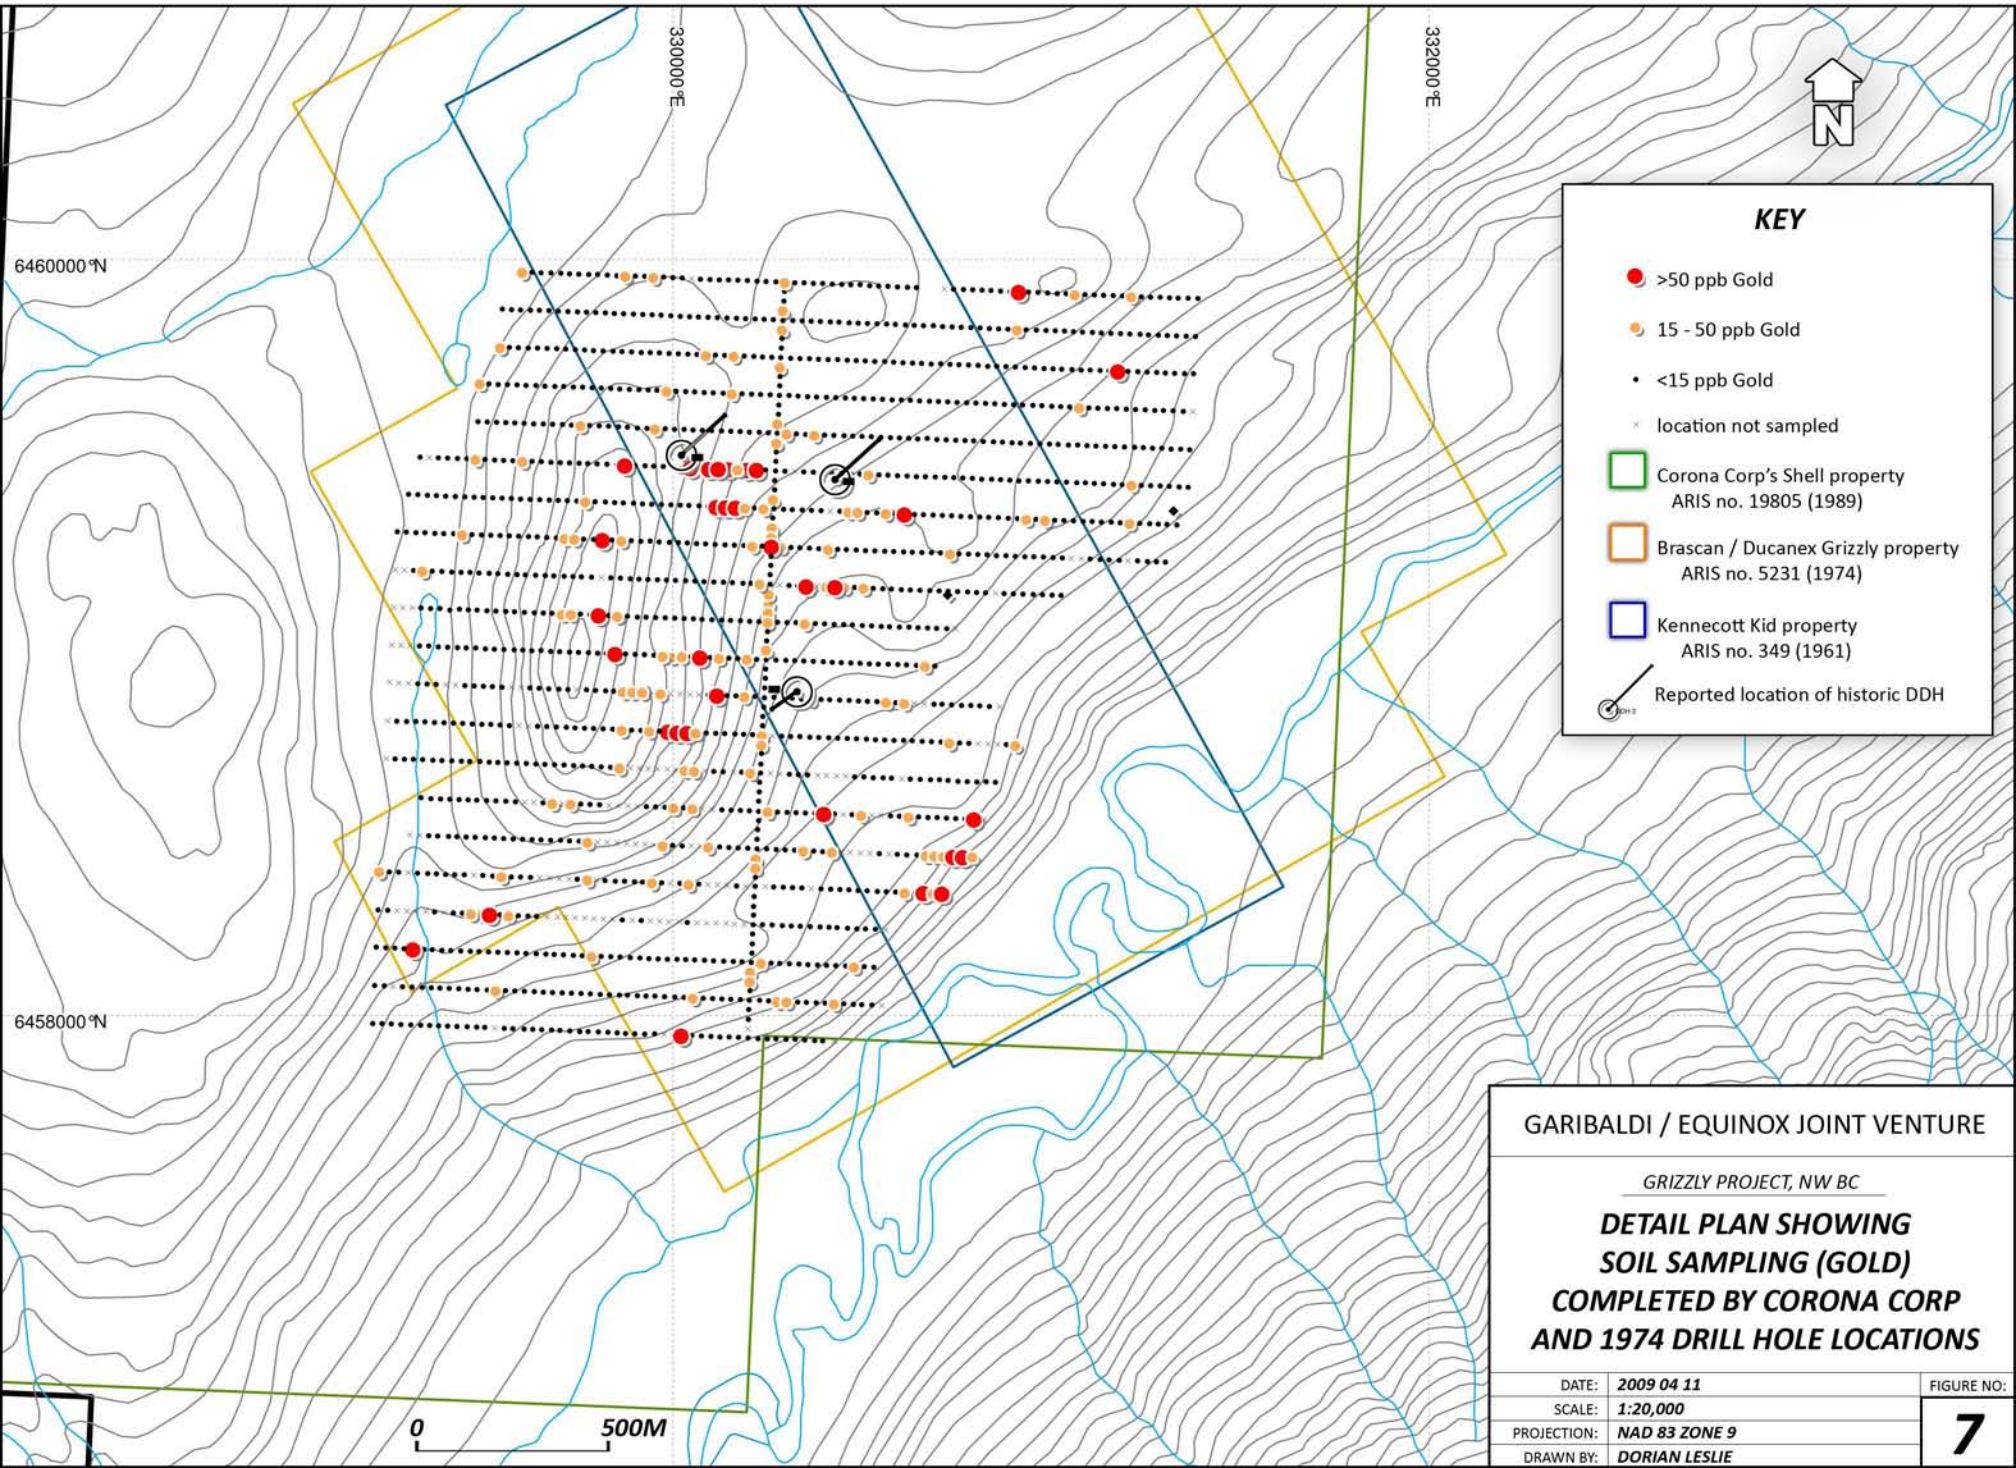 330000°E
332000°E
N
6460000°N
6458000°N
KEY
>50 ppb Gold
15 - 50 ppb Gold
<15 ppb Gold
location not sampled
Corona Corp's Shell property
ARIS no. 19805 (1989)
Brascan / Ducanex Grizzly property
ARIS no. 5231 (1974)
Kennecott Kid property
ARIS no. 349 (1961)
Reported location of historic DDH
0 500M
GARIBALDI / EQUINOX JOINT VENTURE
GRIZZLY PROJECT, NW BC
DETAIL PLAN SHOWING
SOIL SAMPLING (GOLD)
COMPLETED BY CORONA CORP
AND 1974 DRILL HOLE LOCATIONS
DATE: 2009 04 11 FIGURE NO:
SCALE: 1:20,000
PROJECTION: NAD 83 ZONE 9
DRAWN BY: DORIAN LESLIE
7